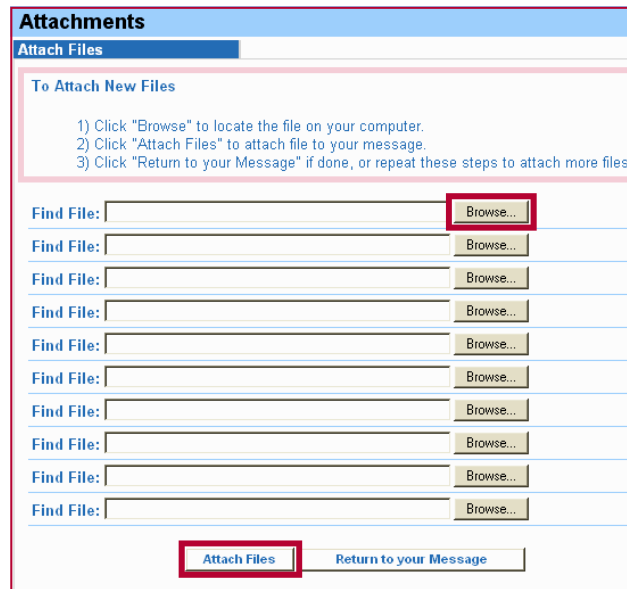 Attachments
Attach Files
To Attach New Files
1) Click "Browse" to locate the file on your computer.
2) Click "Attach Files" to attach file to your message.
3) Click "Return to your Message" if done, or repeat these steps to attach more files
Find File: Browse...
Find File: Browse...
Find File: Browse...
Find File: Browse...
Find File: Browse...
Find File: Browse...
Find File: Browse...
Find File: Browse...
Find File: Browse...
Find File: Browse...
Attach Files Return to your Message